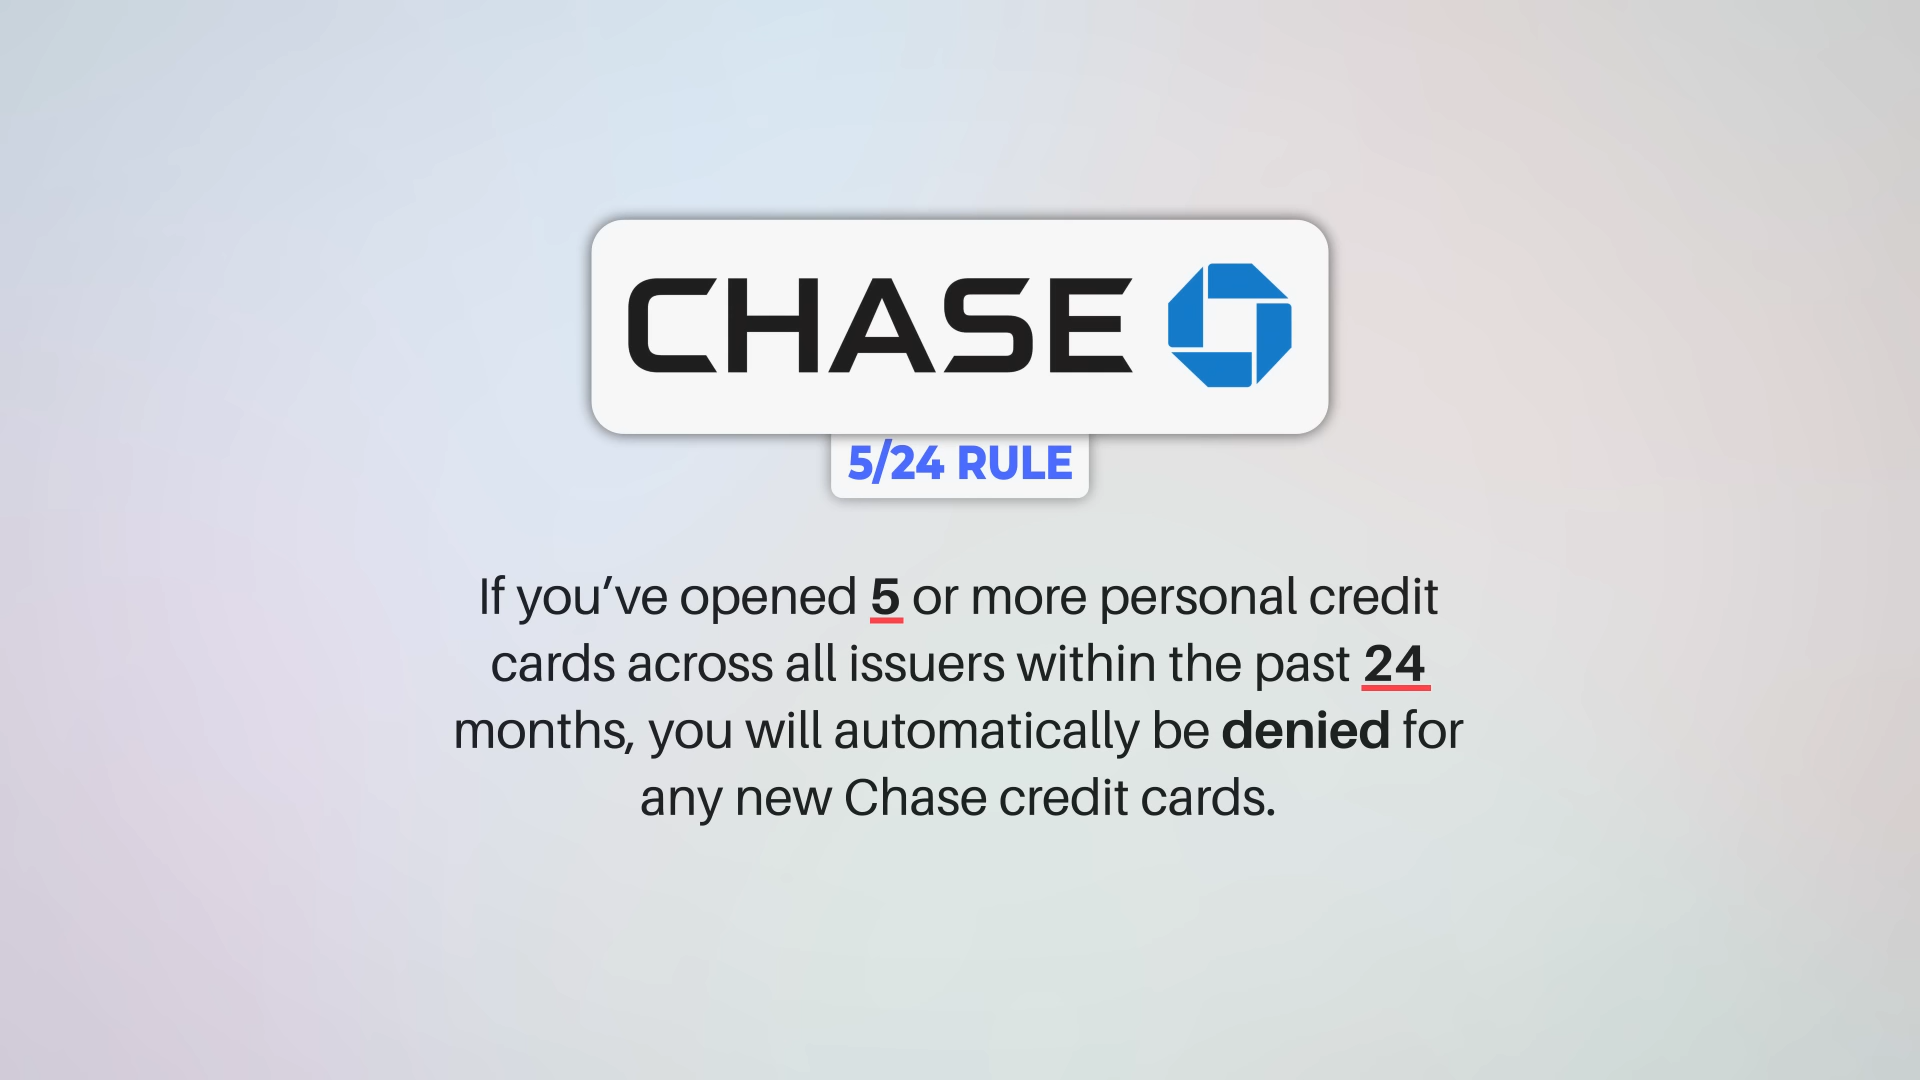 CHASE
5/24 RULE
If you’ve opened 5 or more personal credit
cards across all issuers within the past 24
months, you will automatically be denied for
any new Chase credit cards.